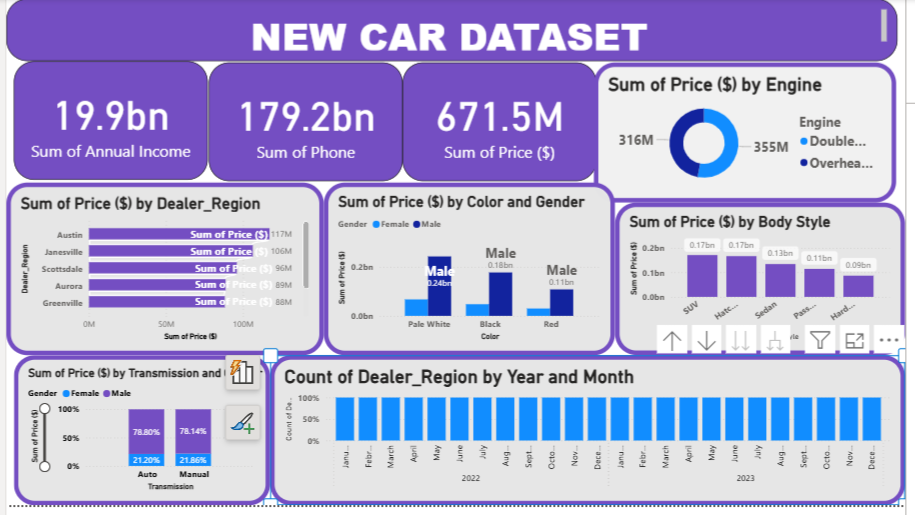 NEW CAR DATASET
19.9bn
Sum of Annual Income
179.2bn
Sum of Phone
671.5M
Sum of Price ($)
Sum of Price ($) by Engine
316M
355M
Engine
Double...
Overhea...
Sum of Price ($) by Dealer_Region
Dealer_Region
Austin
Sum of Price ($)
117M
Janesville
Sum of Price ($)
106M
Scottsdale
Sum of Price ($)
96M
Aurora
Sum of Price ($)
89M
Greenville
Sum of Price ($)
88M
0M
50M
100M
Sum of Price ($)
Sum of Price ($) by Color and Gender
Gender Female Male
Sum of Price ($)
0.2bn
0.0bn
Male
0.24bn
Male
0.18bn
Male
0.11bn
Pale White
Black
Red
Color
Sum of Price ($) by Body Style
Sum of Price ($)
0.2bn
0.1bn
0.0bn
0.17bn
0.17bn
0.13bn
0.11bn
0.09bn
SUV
Hatc...
Sedan
Pass...
Hard...
Sum of Price ($) by Transmission and
Gender Female Male
Sum of Price ($)
100%
50%
0%
78.80%
78.14%
21.20%
21.86%
Auto
Manual
Transmission
Count of Dealer_Region by Year and Month
Count of De...
100%
50%
0%
Janu...
Febr...
March
April
May
June
July
Aug...
Sept...
Octo...
Nov...
Dece...
Janu...
Febr...
March
April
May
June
July
Aug...
Sept...
Octo...
Nov...
Dece...
2022
2023